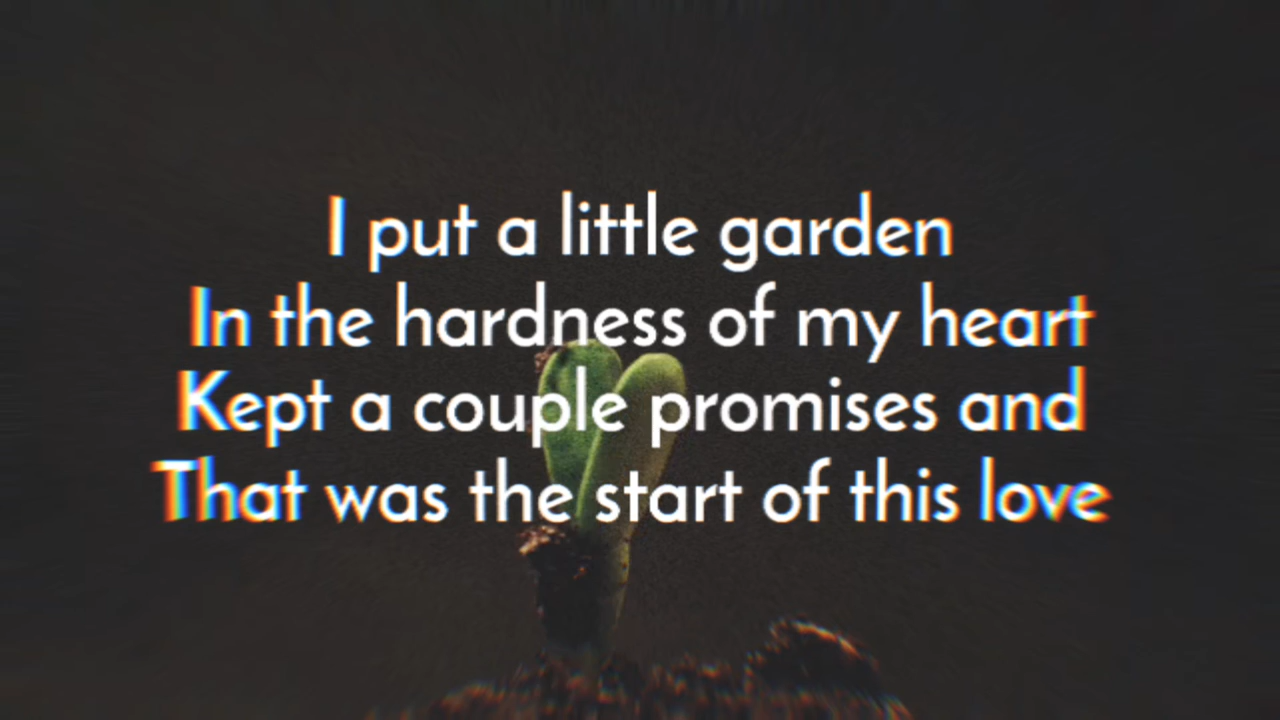 I put a little garden
In the hardness of my heart
Kept a couple promises and
That was the start of this love